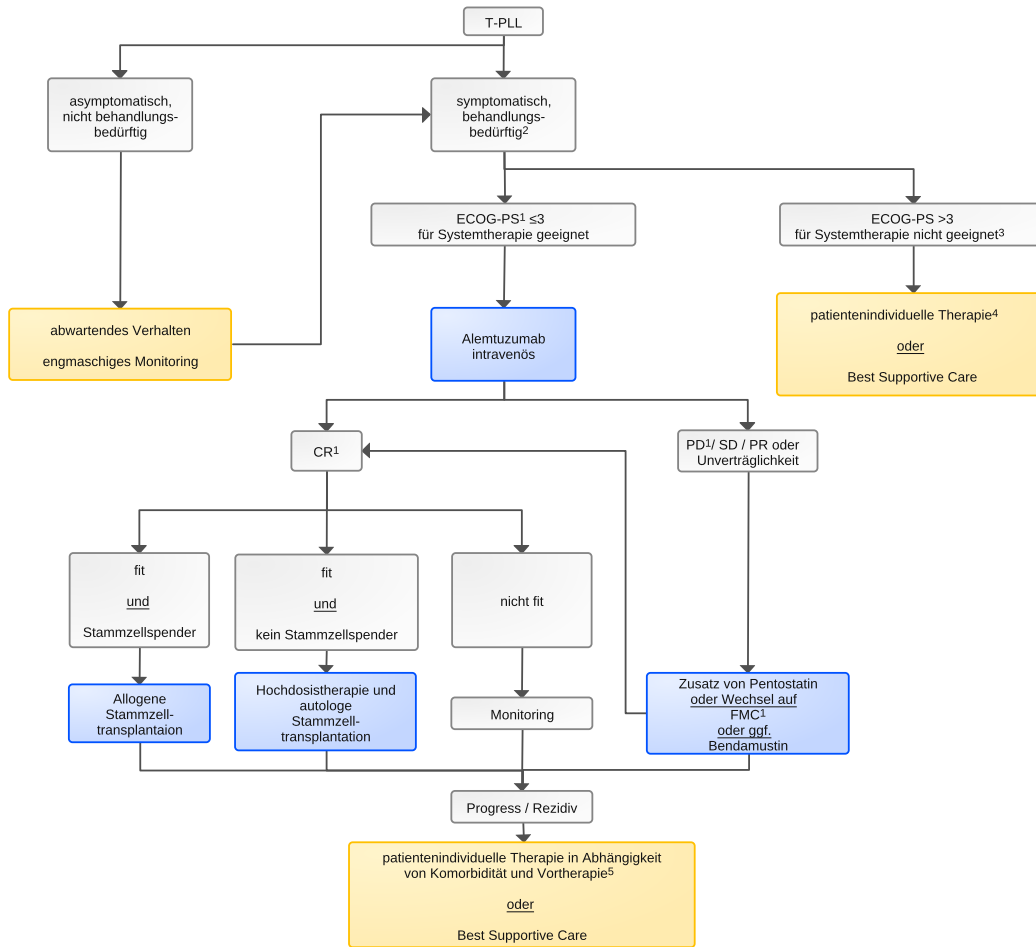 T-PLL
asymptomatisch,
nicht behandlungs-
bedürftig
symptomatisch,
behandlungs-
bedürftig²
ECOG-PS¹ ≤3
für Systemtherapie geeignet
ECOG-PS >3
für Systemtherapie nicht geeignet³
abwartendes Verhalten
engmaschiges Monitoring
Alemtuzumab
intravenös
patientenindividuelle Therapie⁴
oder
Best Supportive Care
CR¹
PD¹/ SD / PR oder
Unverträglichkeit
fit
und
Stammzellspender
fit
und
kein Stammzellspender
nicht fit
Allogene
Stammzell-
transplantaion
Hochdosistherapie und
autologe
Stammzell-
transplantation
Monitoring
Zusatz von Pentostatin
oder Wechsel auf
FMC¹
oder ggf.
Bendamustin
Progress / Rezidiv
patientenindividuelle Therapie in Abhängigkeit
von Komorbidität und Vortherapie⁵
oder
Best Supportive Care